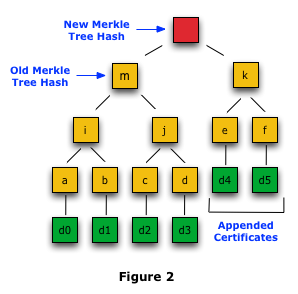 New Merkle
Tree Hash
Old Merkle
Tree Hash
m
k
i
j
e
f
a
b
c
d
d4
d5
d0
d1
d2
d3
Appended
Certificates
Figure 2